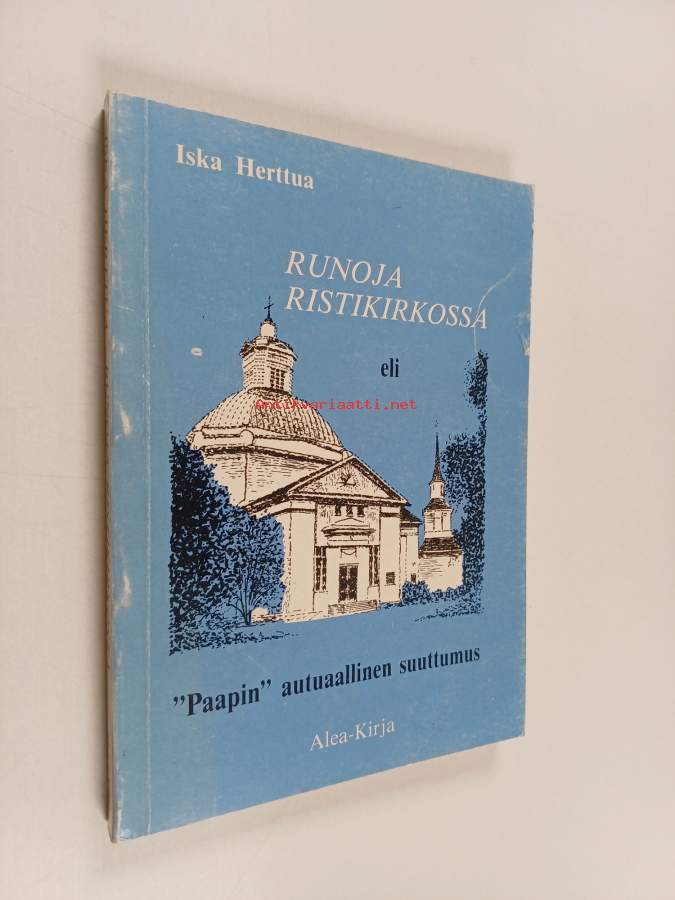 Iska Herttua
RUNOJA
RISTIKIRKOSSA
eli
Antikvariaatti.net
"Paapin" autuaallinen suuttumus
Alea-Kirja